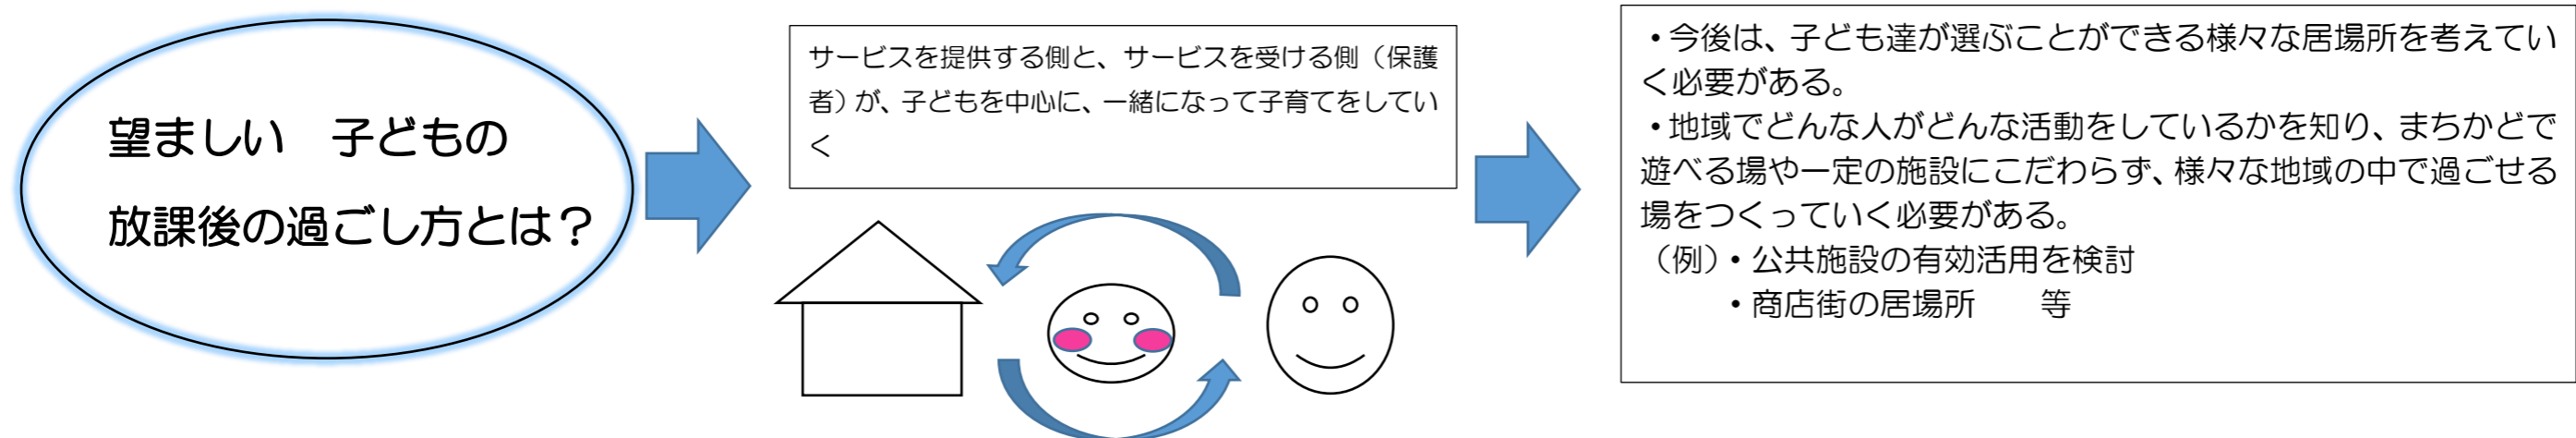 望ましい　子どもの
放課後の過ごし方とは？
サービスを提供する側と、サービスを受ける側（保護
者）が、子どもを中心に、一緒になって子育てをしてい
く
・今後は、子ども達が選ぶことができる様々な居場所を考えてい
く必要がある。
・地域でどんな人がどんな活動をしているかを知り、まちかどで
遊べる場や一定の施設にこだわらず、様々な地域の中で過ごせる
場をつくっていく必要がある。
（例）・公共施設の有効活用を検討
・商店街の居場所　　等